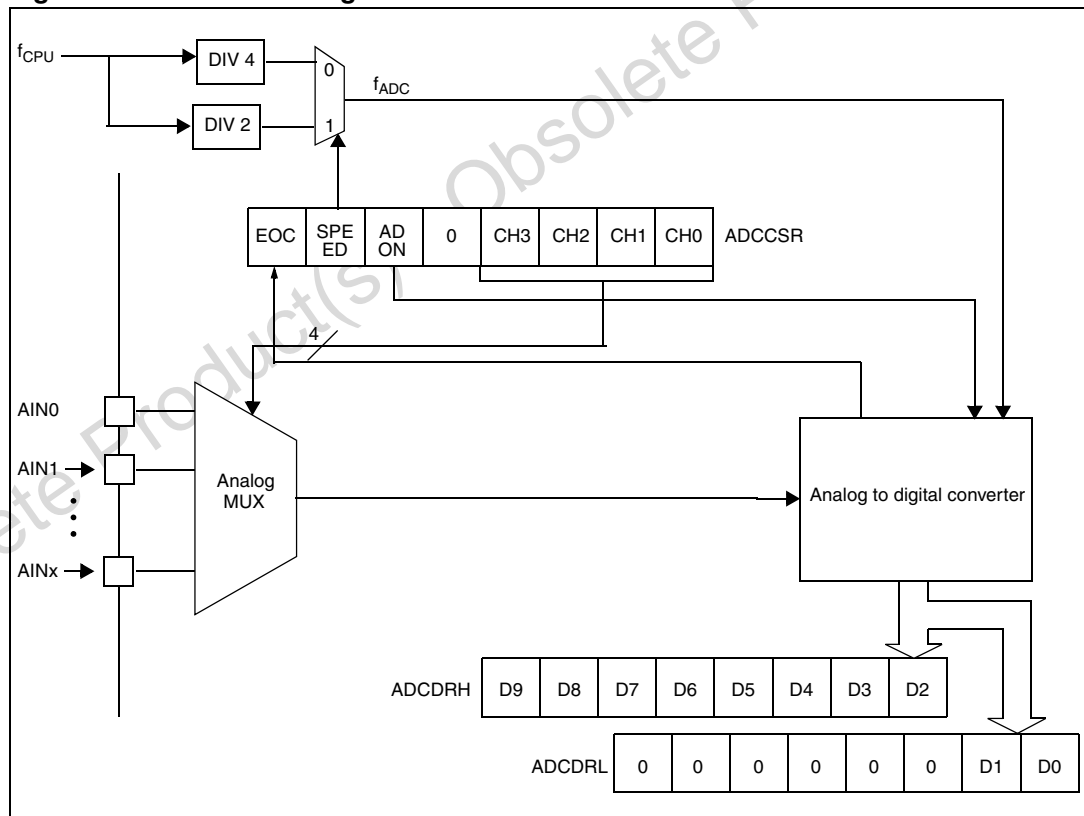 f_CPU
DIV 4
0
f_ADC
DIV 2
1
EOC
SPE
ED
AD
ON
0
CH3
CH2
CH1
CH0
ADCCSR
4
AIN0
AIN1
AINx
Analog
MUX
Analog to digital converter
ADCDRH
D9
D8
D7
D6
D5
D4
D3
D2
ADCDRL
0
0
0
0
0
0
D1
D0
Product(s)
Obsolete
ete Product(s) - Obsolete P